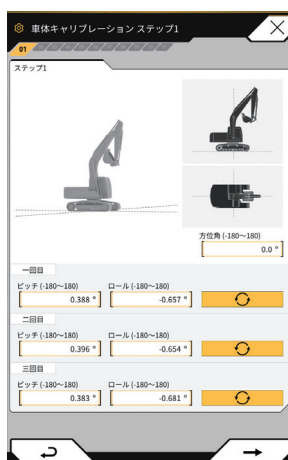 車体キャリブレーション ステップ1
01
ステップ1
方位角 (-180~180)
0.0 °
一回目
ピッチ (-180~180) ロール (-180~180)
0.388 ° -0.657 °
二回目
ピッチ (-180~180) ロール (-180~180)
0.396 ° -0.654 °
三回目
ピッチ (-180~180) ロール (-180~180)
0.383 ° -0.681 °